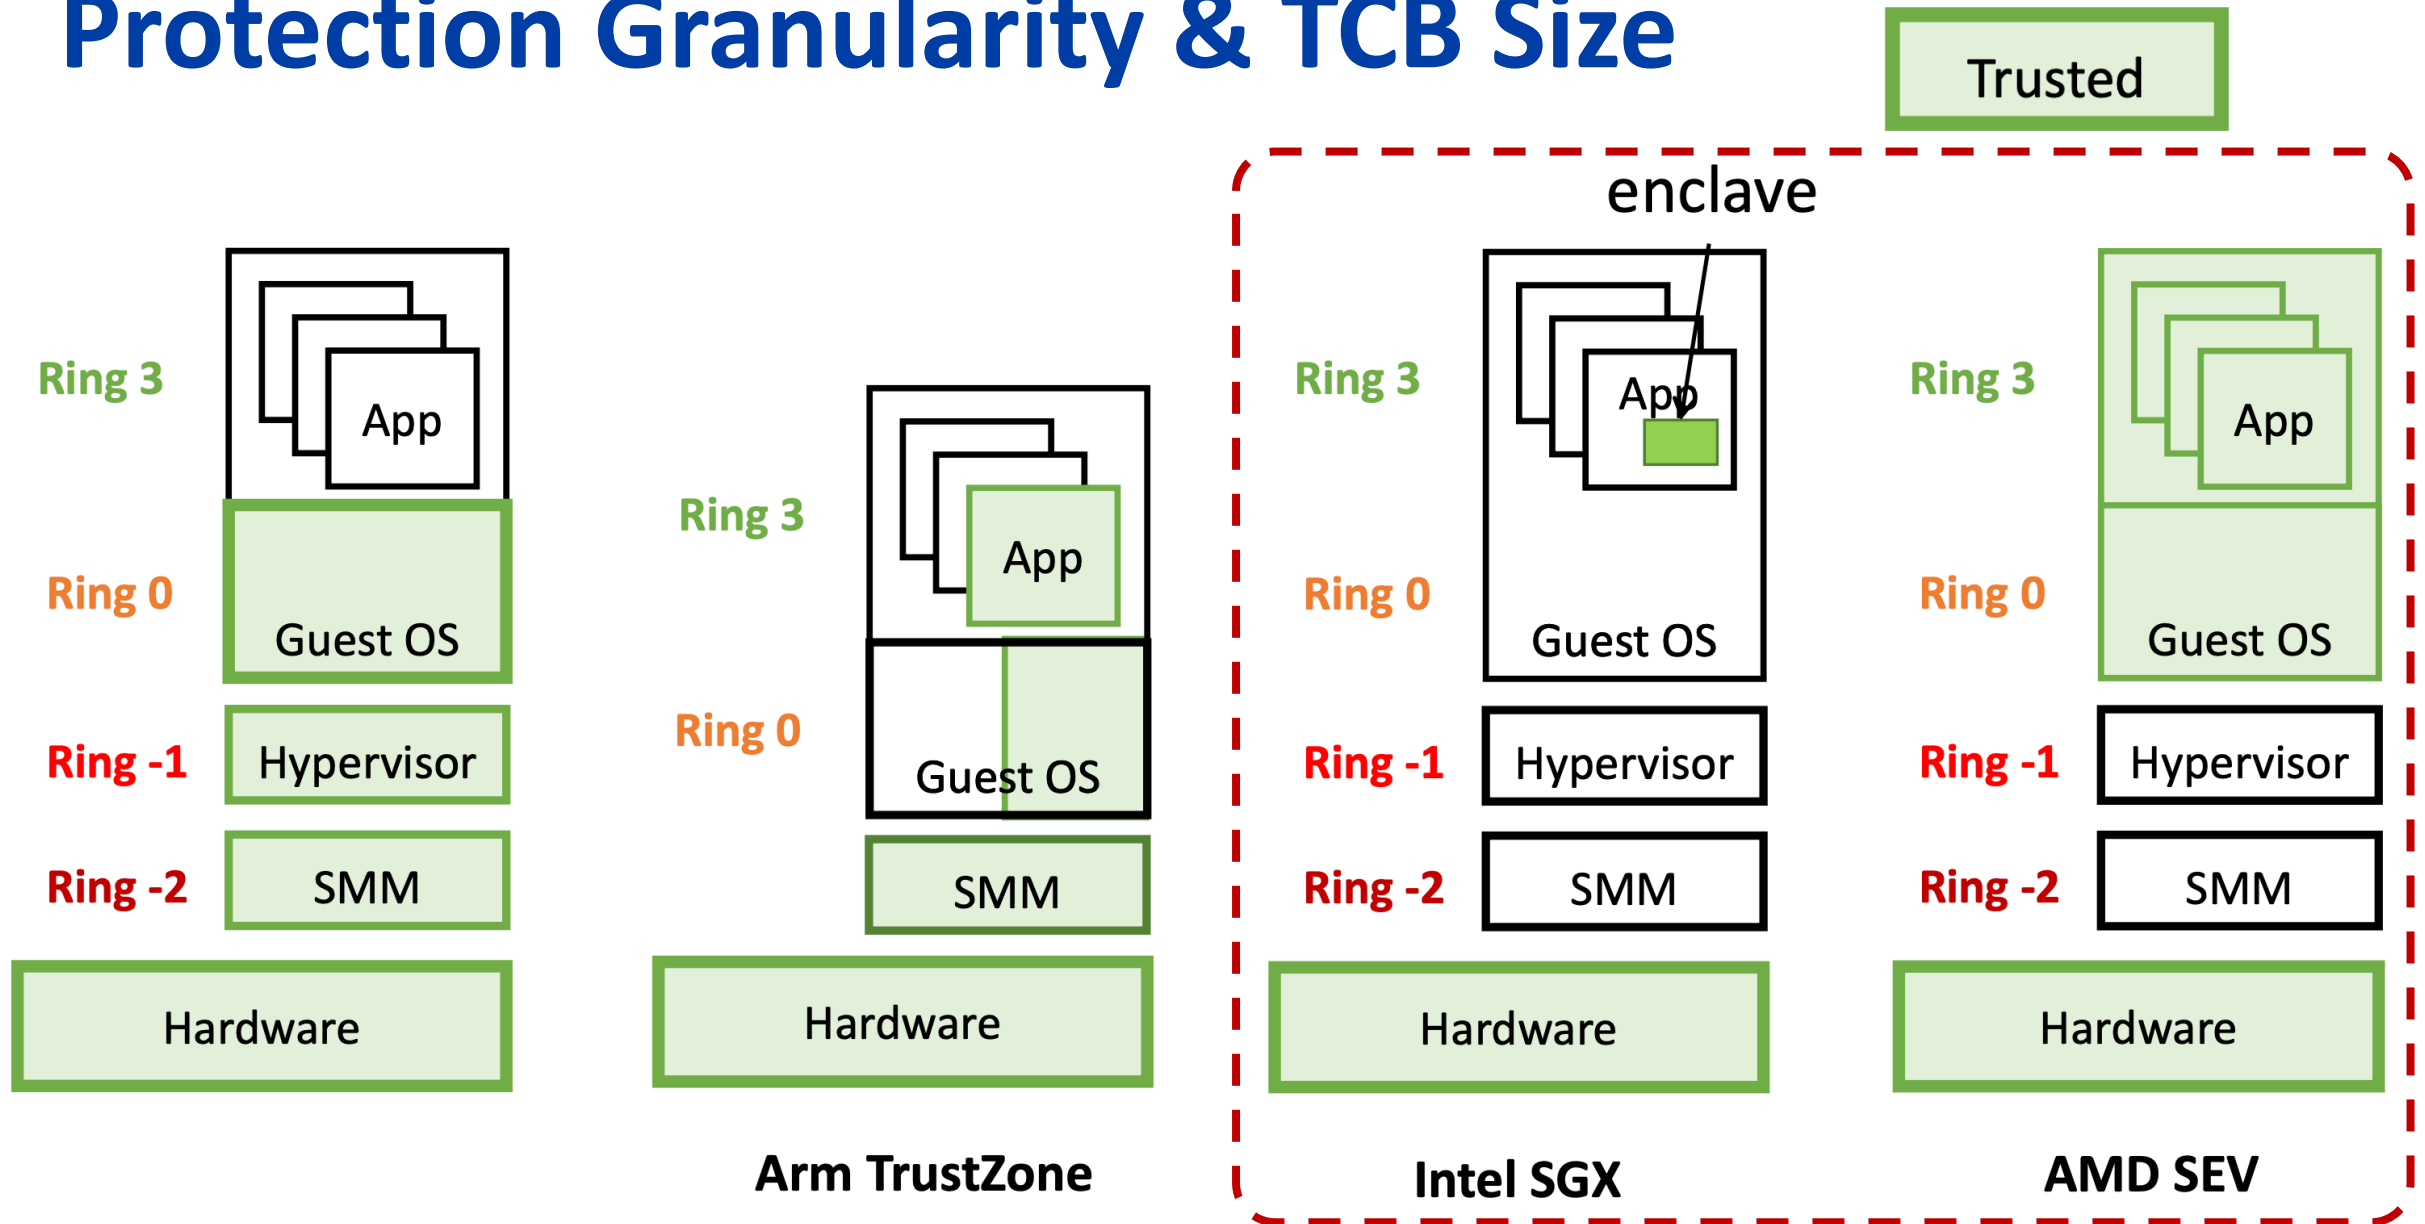 Protection Granularity & TCB Size
Trusted
Ring 3
App
Ring 0
Guest OS
Ring -1
Hypervisor
Ring -2
SMM
Hardware
Ring 3
App
Ring 0
Guest OS
SMM
Hardware
Arm TrustZone
enclave
Ring 3
App
Ring 0
Guest OS
Ring -1
Hypervisor
Ring -2
SMM
Hardware
Intel SGX
Ring 3
App
Ring 0
Guest OS
Ring -1
Hypervisor
Ring -2
SMM
Hardware
AMD SEV